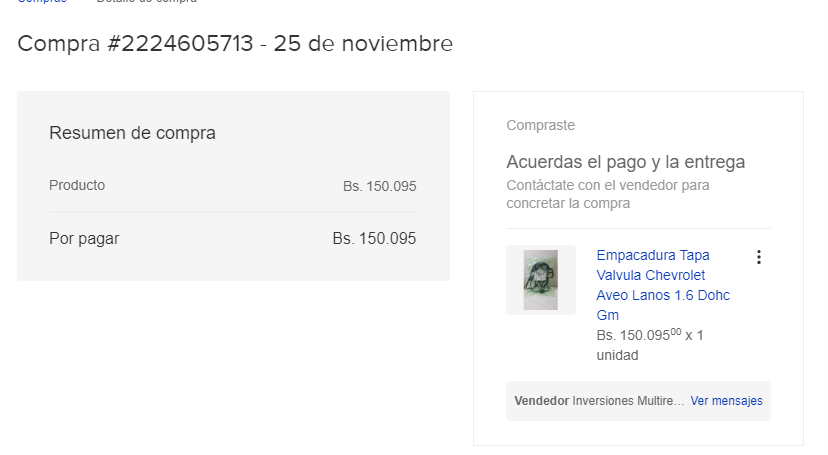 Compras Detalle de compra
Compra #2224605713 - 25 de noviembre
Resumen de compra
Producto Bs. 150.095
Por pagar Bs. 150.095
Compraste
Acuerdas el pago y la entrega
Contáctate con el vendedor para
concretar la compra
Empacadura Tapa
Valvula Chevrolet
Aveo Lanos 1.6 Dohc
Gm
Bs. 150.095⁰⁰ x 1
unidad
Vendedor Inversiones Multire... Ver mensajes